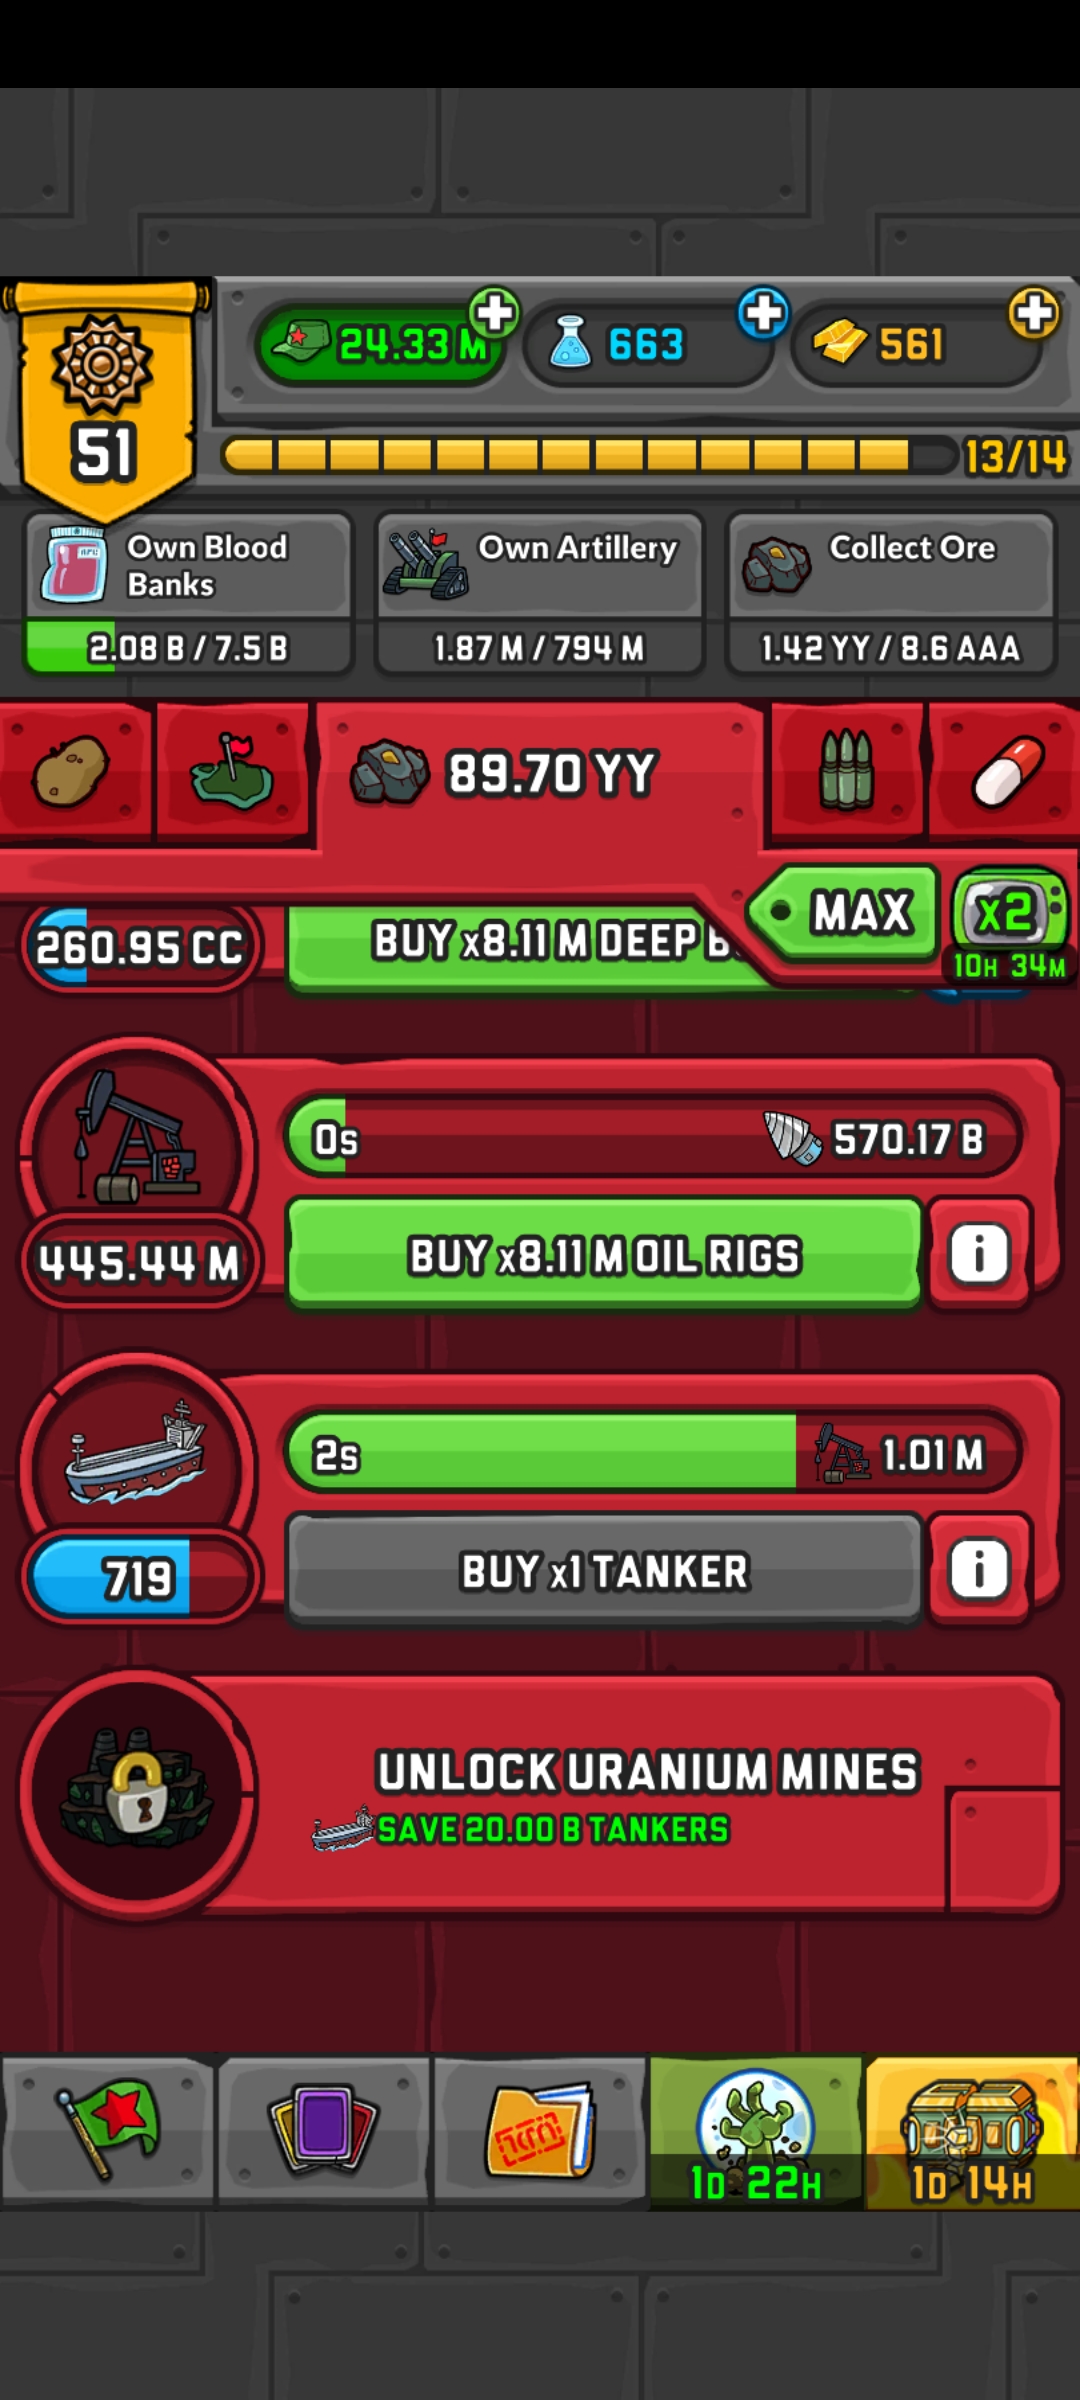 24.33 M
663
561
51
13/14
Own Blood
Banks
2.08 B / 7.5 B
Own Artillery
1.87 M / 794 M
Collect Ore
1.42 YY / 8.6 AAA
89.70 YY
MAX
x2
10H 34M
260.95 CC
BUY x8.11 M DEEP B
0s
570.17 B
445.44 M
BUY x8.11 M OIL RIGS
i
2s
1.01 M
719
BUY x1 TANKER
i
UNLOCK URANIUM MINES
SAVE 20.00 B TANKERS
1D 22H
1D 14H